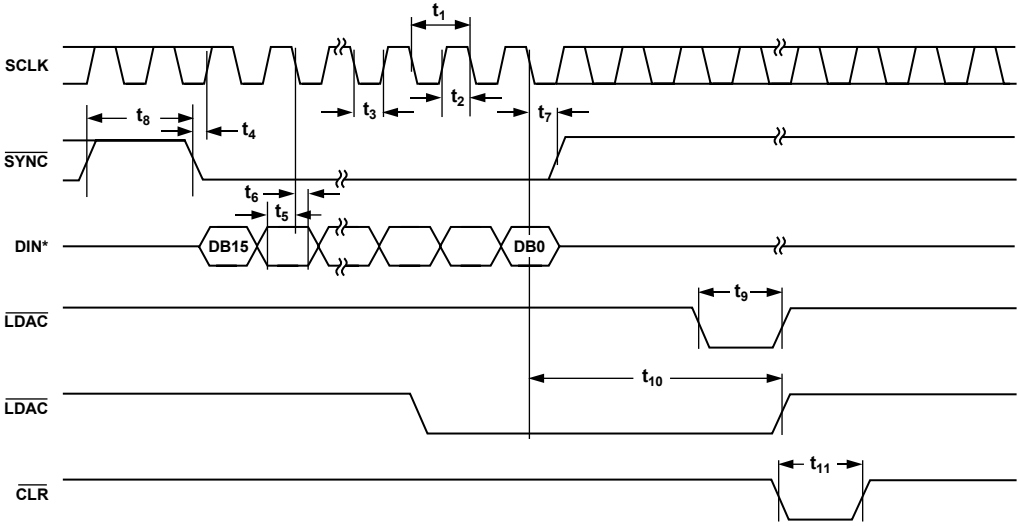 t1
SCLK
t3
t2
t7
t8
t4
SYNC
t6
t5
DIN*
DB15
DB0
t9
LDAC
t10
LDAC
t11
CLR